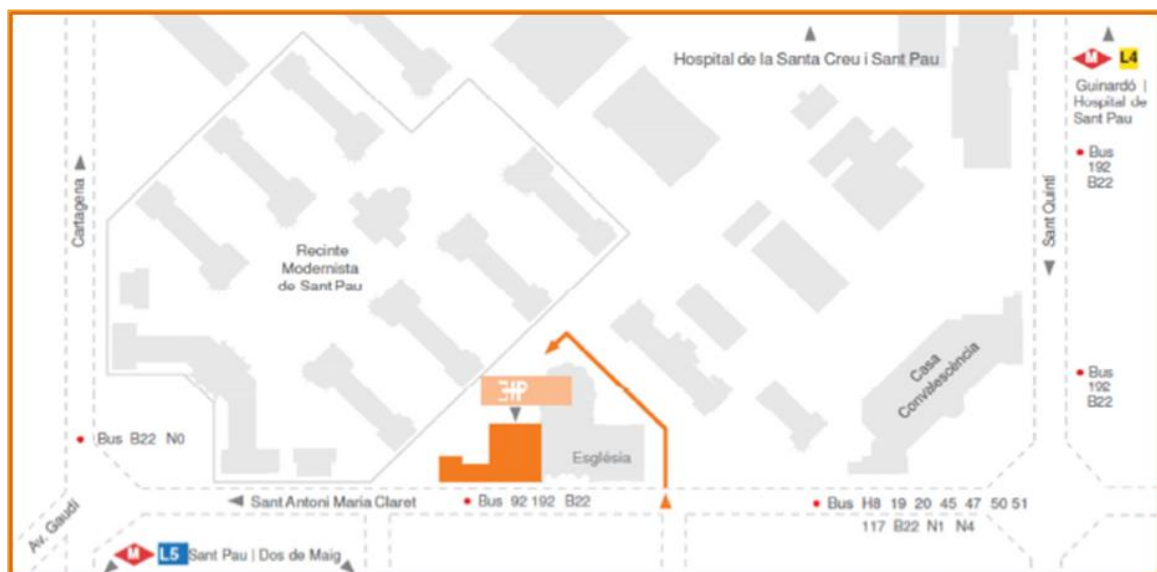 Hospital de la Santa Creu i Sant Pau
M L4
Guinardó |
Hospital de
Sant Pau
Bus
192
B22
Cartagena
Sant Quintí
Recinte
Modernista
de Sant Pau
Casa
Convalescència
Bus
192
B22
Bus B22 N0
Església
Sant Antoni Maria Claret
Bus 92 192 B22
Bus H8 19 20 45 47 50 51
117 B22 N1 N4
Av. Gaudí
M L5 Sant Pau | Dos de Maig